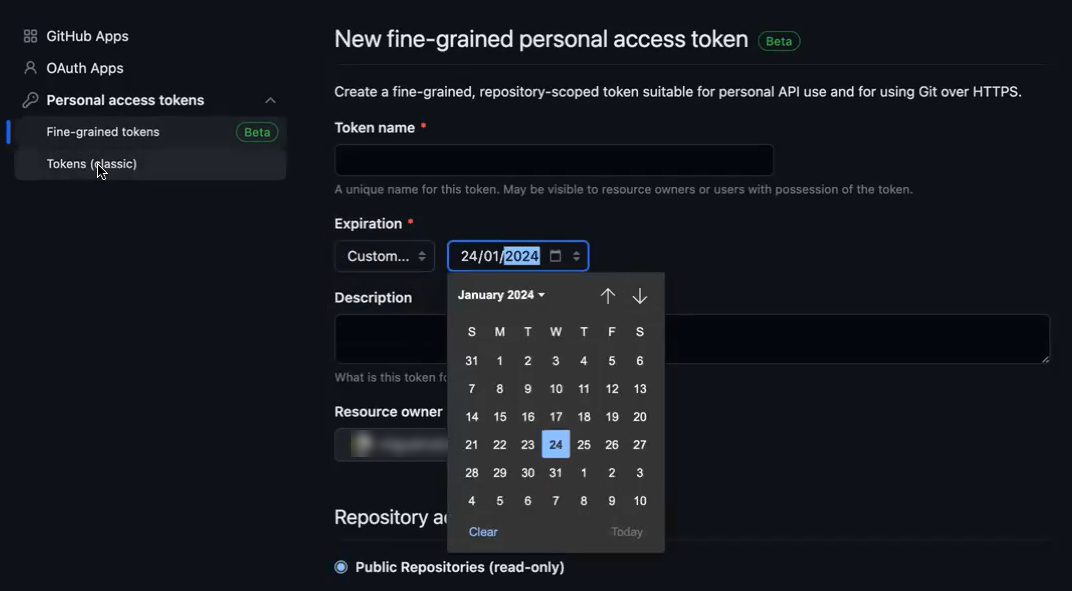 GitHub Apps
OAuth Apps
Personal access tokens
Fine-grained tokens Beta
Tokens (classic)
New fine-grained personal access token Beta
Create a fine-grained, repository-scoped token suitable for personal API use and for using Git over HTTPS.
Token name *
A unique name for this token. May be visible to resource owners or users with possession of the token.
Expiration *
Custom... 24/01/2024
January 2024
S M T W T F S
31 1 2 3 4 5 6
7 8 9 10 11 12 13
14 15 16 17 18 19 20
21 22 23 24 25 26 27
28 29 30 31 1 2 3
4 5 6 7 8 9 10
Clear Today
Description
What is this token
Resource owner
Repository
Public Repositories (read-only)